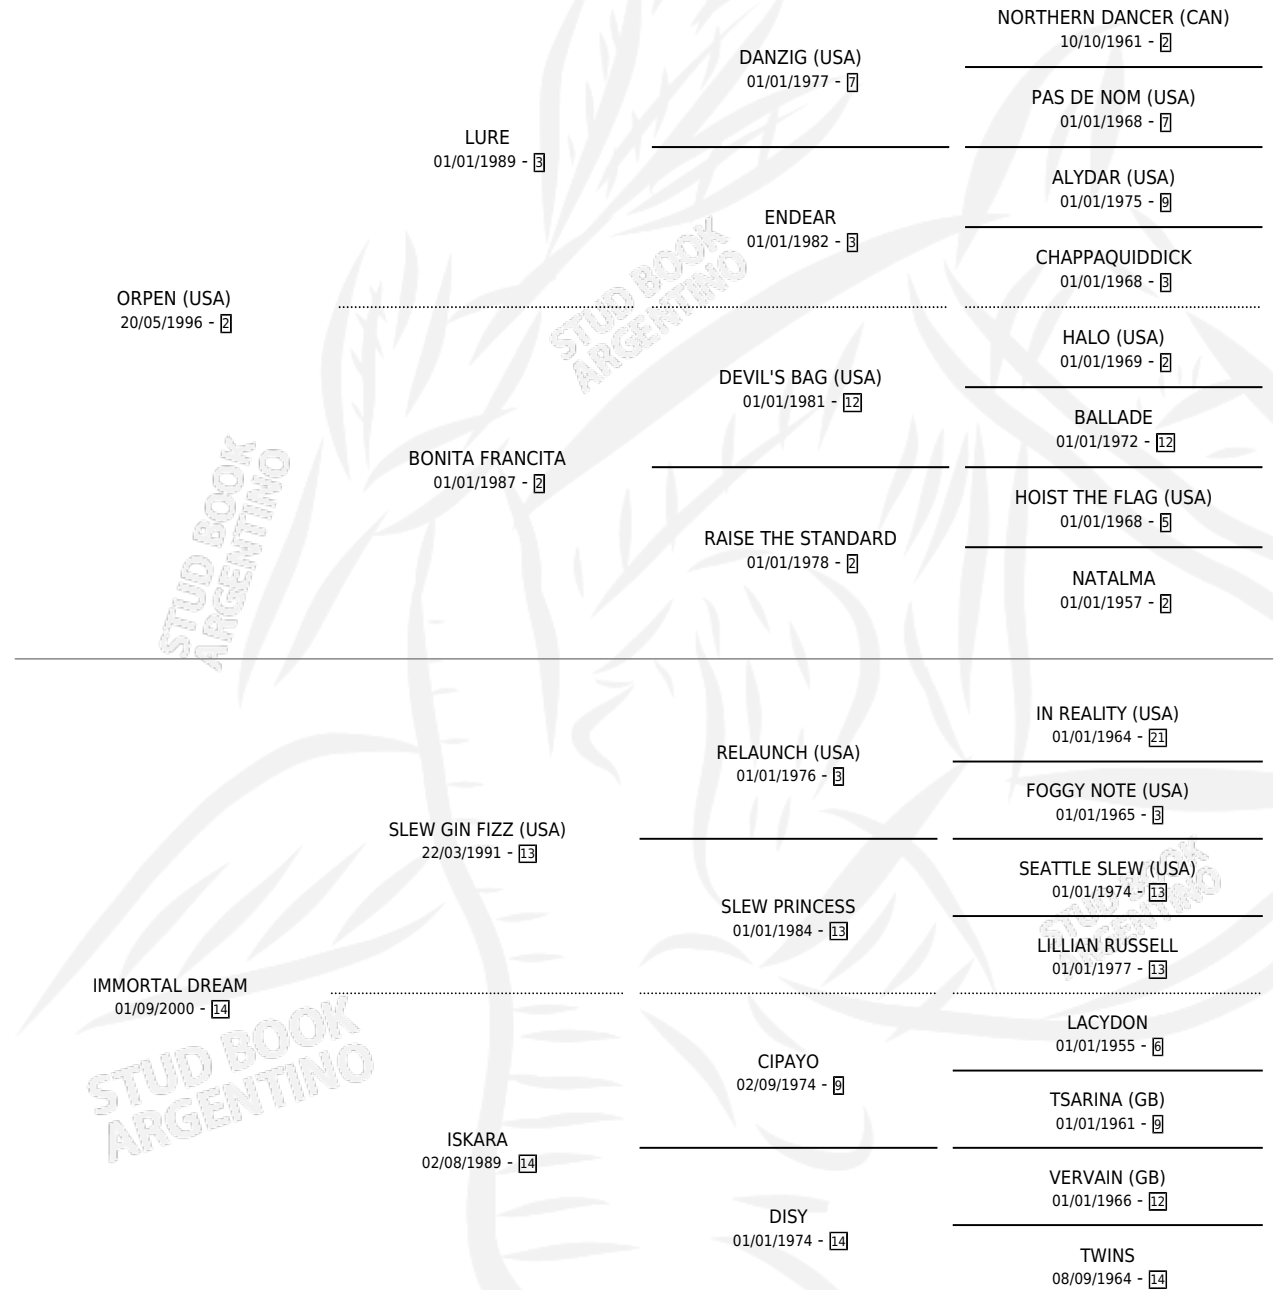 NORTHERN DANCER (CAN)
10/10/1961 - 2
DANZIG (USA)
01/01/1977 - 7
PAS DE NOM (USA)
01/01/1968 - 7
LURE
01/01/1989 - 3
ALYDAR (USA)
01/01/1975 - 9
ENDEAR
01/01/1982 - 3
CHAPPAQUIDDICK
01/01/1968 - 3
ORPEN (USA)
20/05/1996 - 2
STUD BOOK
ARGENTINO
HALO (USA)
01/01/1969 - 2
DEVIL'S BAG (USA)
01/01/1981 - 12
BALLADE
01/01/1972 - 12
BONITA FRANCITA
01/01/1987 - 2
HOIST THE FLAG (USA)
01/01/1968 - 5
RAISE THE STANDARD
01/01/1978 - 2
NATALMA
01/01/1957 - 2
STUD BOOK
ARGENTINO
IN REALITY (USA)
01/01/1964 - 21
RELAUNCH (USA)
01/01/1976 - 3
FOGGY NOTE (USA)
01/01/1965 - 3
SLEW GIN FIZZ (USA)
22/03/1991 - 13
SEATTLE SLEW (USA)
01/01/1974 - 13
SLEW PRINCESS
01/01/1984 - 13
LILLIAN RUSSELL
01/01/1977 - 13
STUD BOOK
ARGENTINO
IMMORTAL DREAM
01/09/2000 - 14
LACYDON
01/01/1955 - 6
CIPAYO
02/09/1974 - 9
TSARINA (GB)
01/01/1961 - 9
STUD BOOK
ARGENTINO
ISKARA
02/08/1989 - 14
VERVAIN (GB)
01/01/1966 - 12
DISY
01/01/1974 - 14
TWINS
08/09/1964 - 14